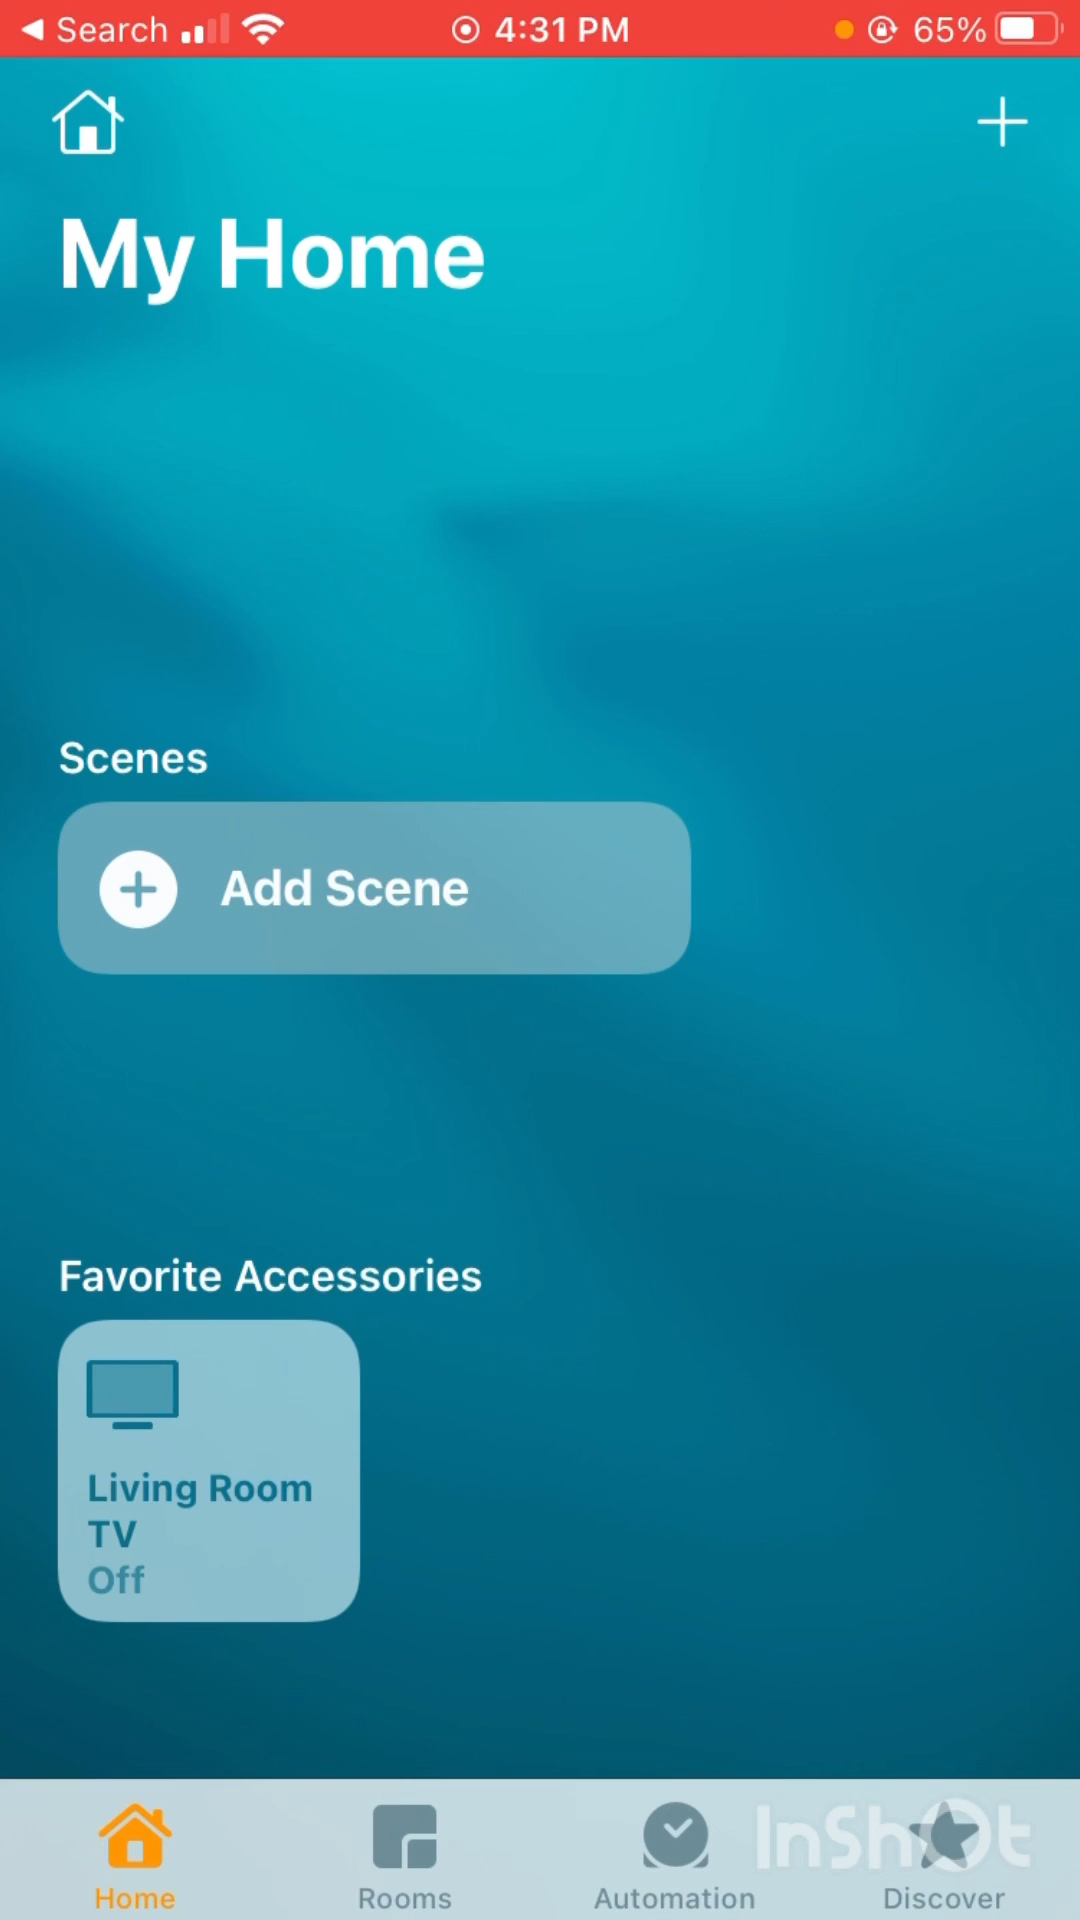 Search 4:31 PM 65%
My Home
Scenes
Add Scene
Favorite Accessories
Living Room
TV
Off
InShOt
Home Rooms Automation Discover